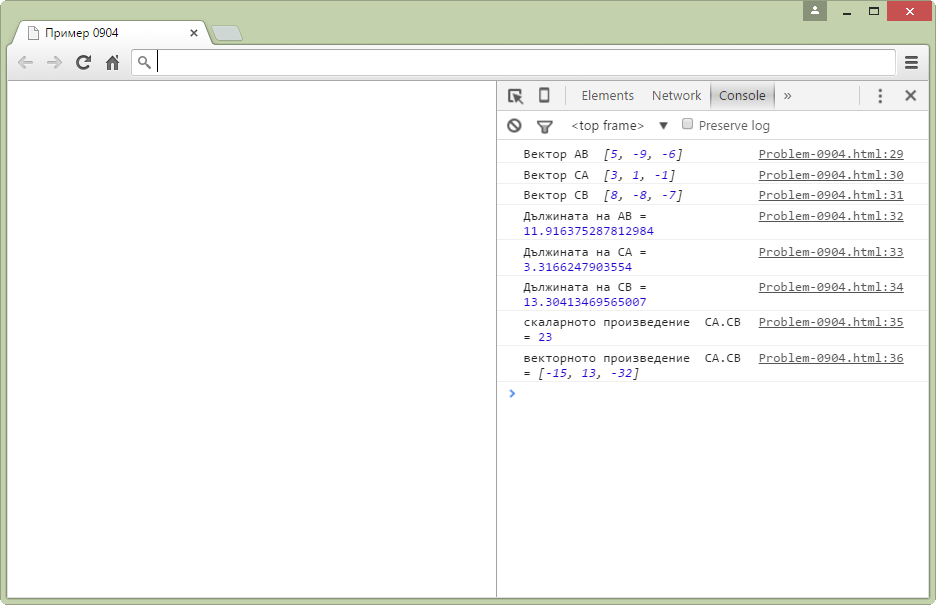 Пример 0904
Elements Network Console »
<top frame> ▼ Preserve log
Вектор AB [5, -9, -6] Problem-0904.html:29
Вектор CA [3, 1, -1] Problem-0904.html:30
Вектор CB [8, -8, -7] Problem-0904.html:31
Дължината на AB = Problem-0904.html:32
11.916375287812984
Дължината на CA = Problem-0904.html:33
3.3166247903554
Дължината на CB = Problem-0904.html:34
13.30413469565007
скаларното произведение CA.CB Problem-0904.html:35
= 23
векторното произведение CA.CB Problem-0904.html:36
= [-15, 13, -32]